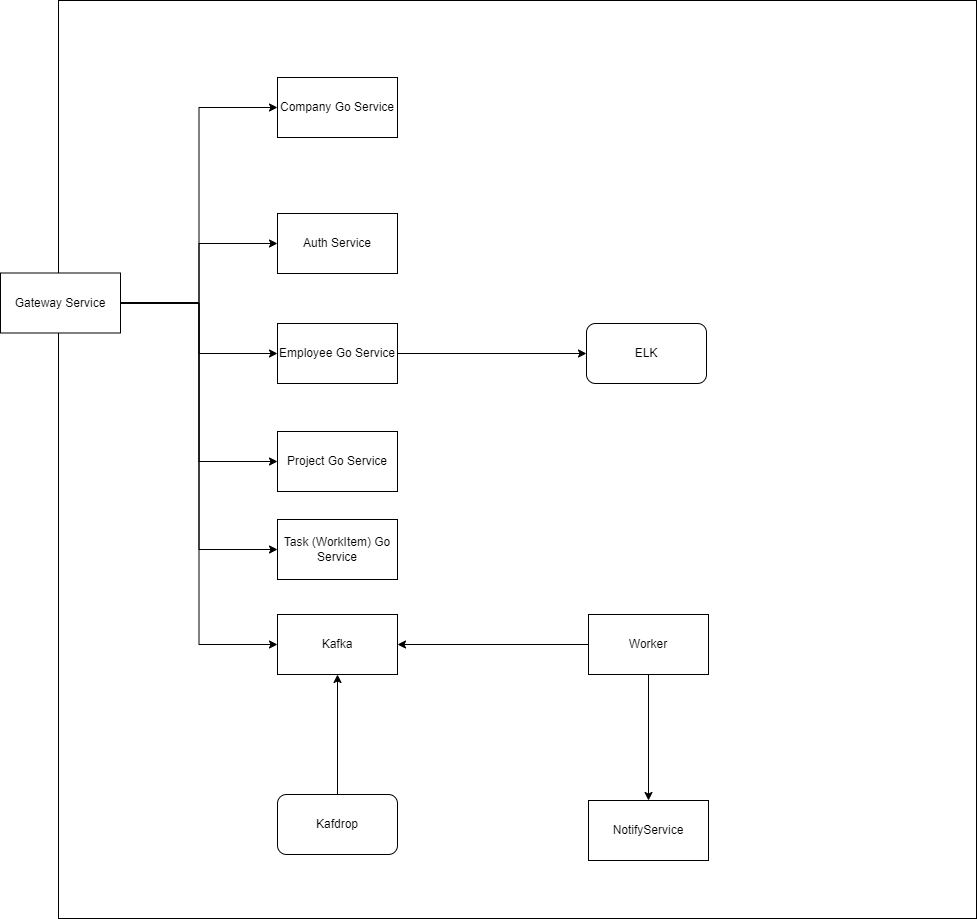 Company Go Service
Auth Service
Gateway Service
Employee Go Service
ELK
Project Go Service
Task (WorkItem) Go
Service
Kafka
Worker
Kafdrop
NotifyService